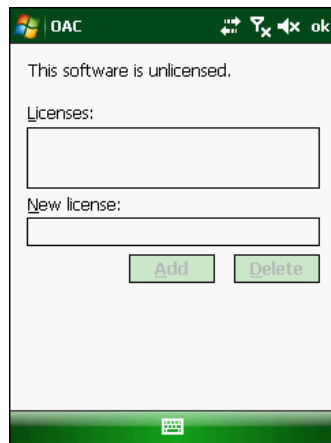 OAC ok
This software is unlicensed.
Licenses:
New license:
Add Delete